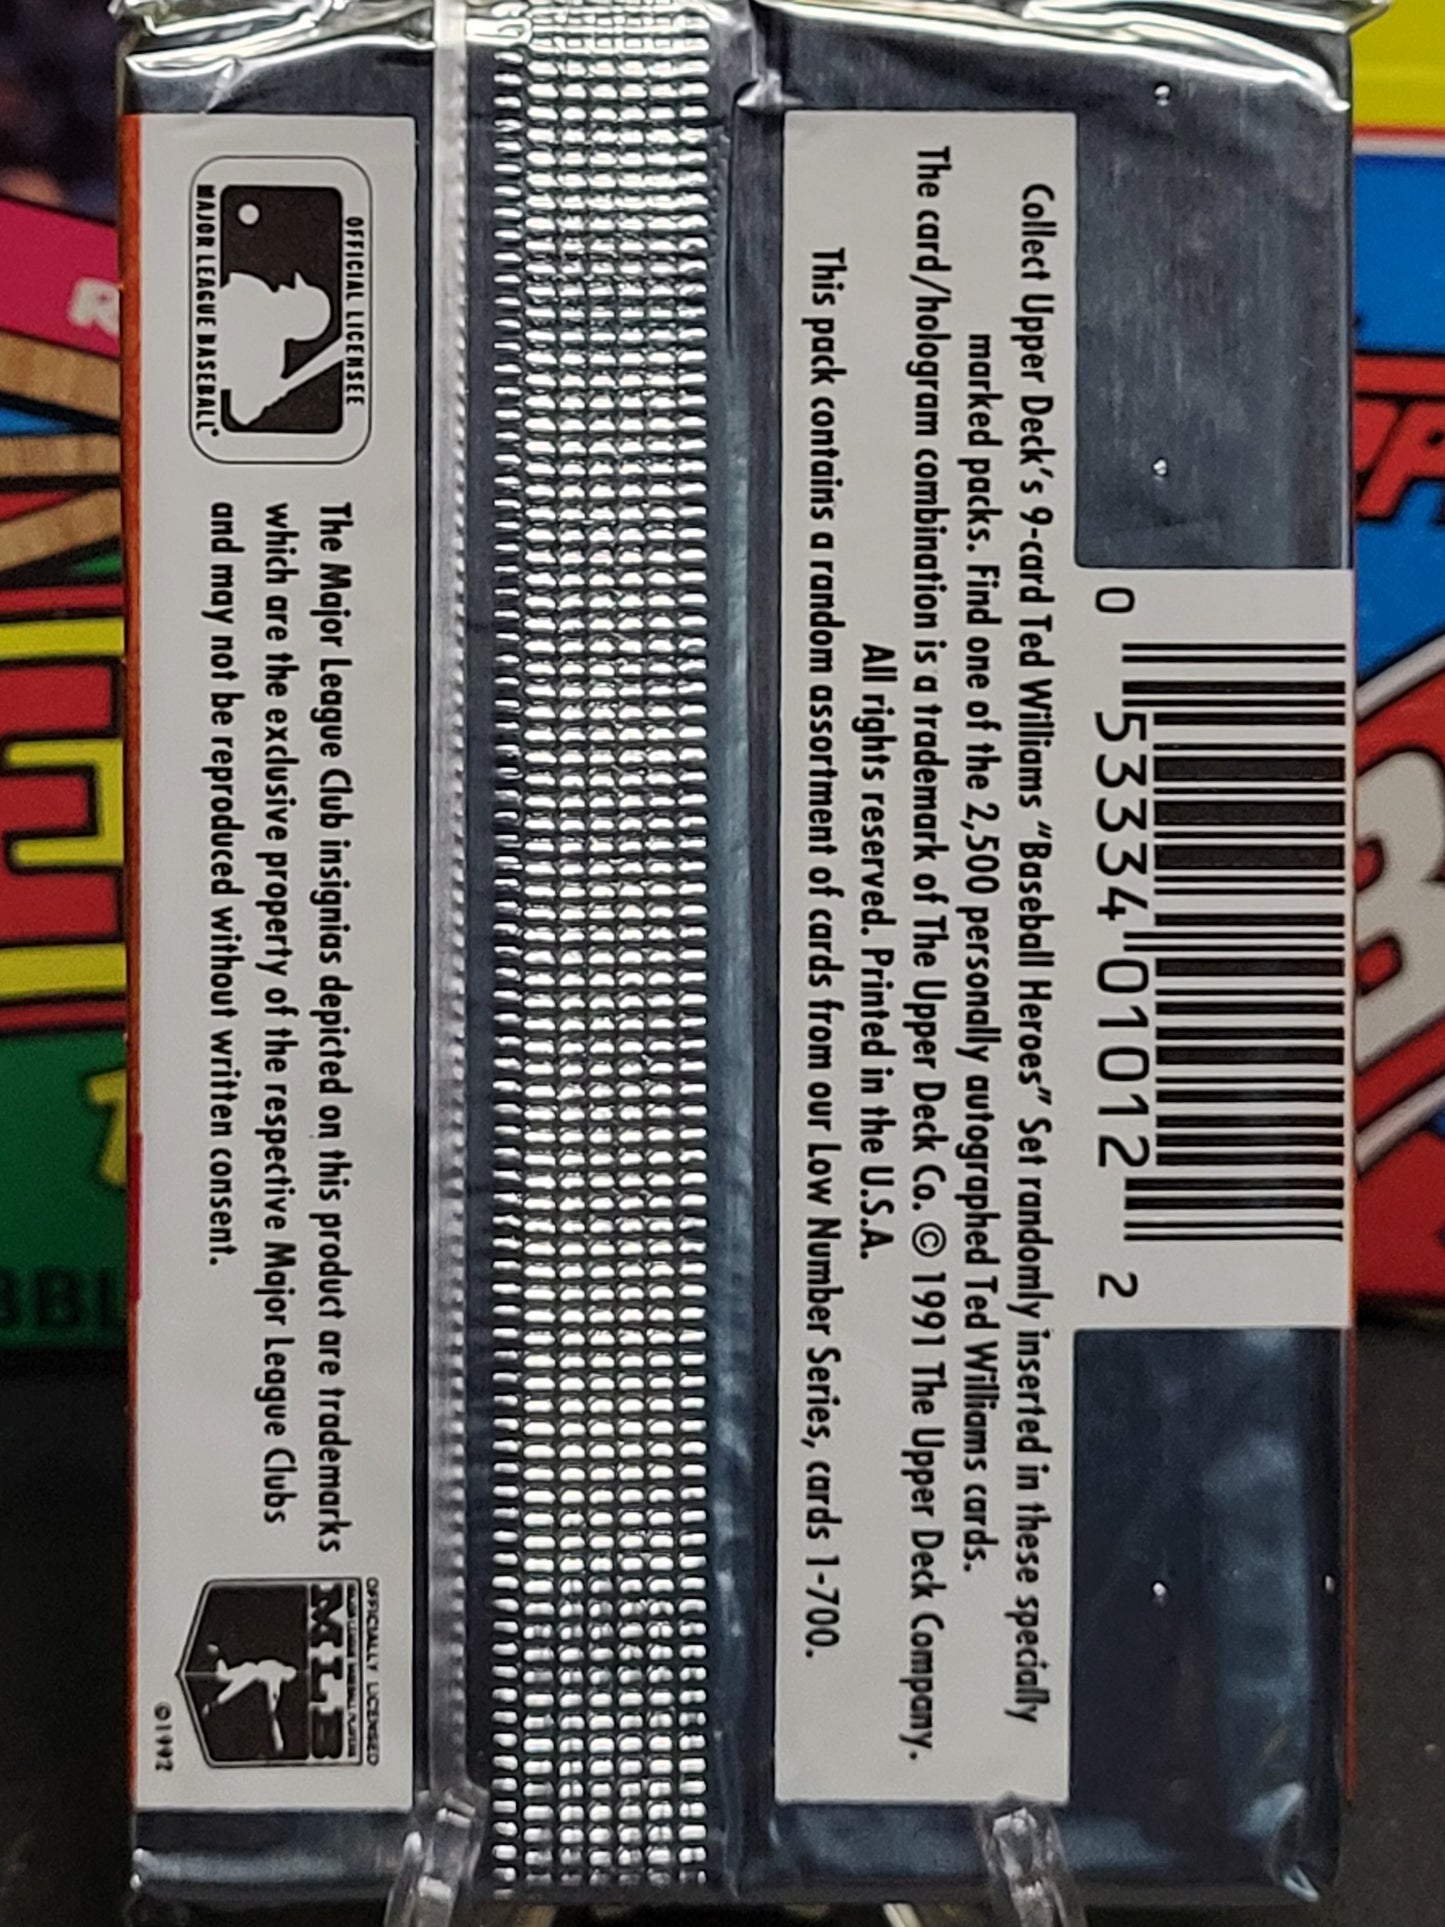 0 53334 01012 2
Collect Upper Deck's 9-card Ted Williams "Baseball Heroes" Set randomly inserted in these specially
marked packs. Find one of the 2,500 personally autographed Ted Williams cards.
The card/hologram combination is a trademark of The Upper Deck Co. © 1991 The Upper Deck Company.
All rights reserved. Printed in the U.S.A.
This pack contains a random assortment of cards from our Low Number Series, cards 1-700.
OFFICIAL LICENSEE
MAJOR LEAGUE BASEBALL
The Major League Club insignias depicted on this product are trademarks
which are the exclusive property of the respective Major League Clubs
and may not be reproduced without written consent.
OFFICIALLY LICENSED
©1992